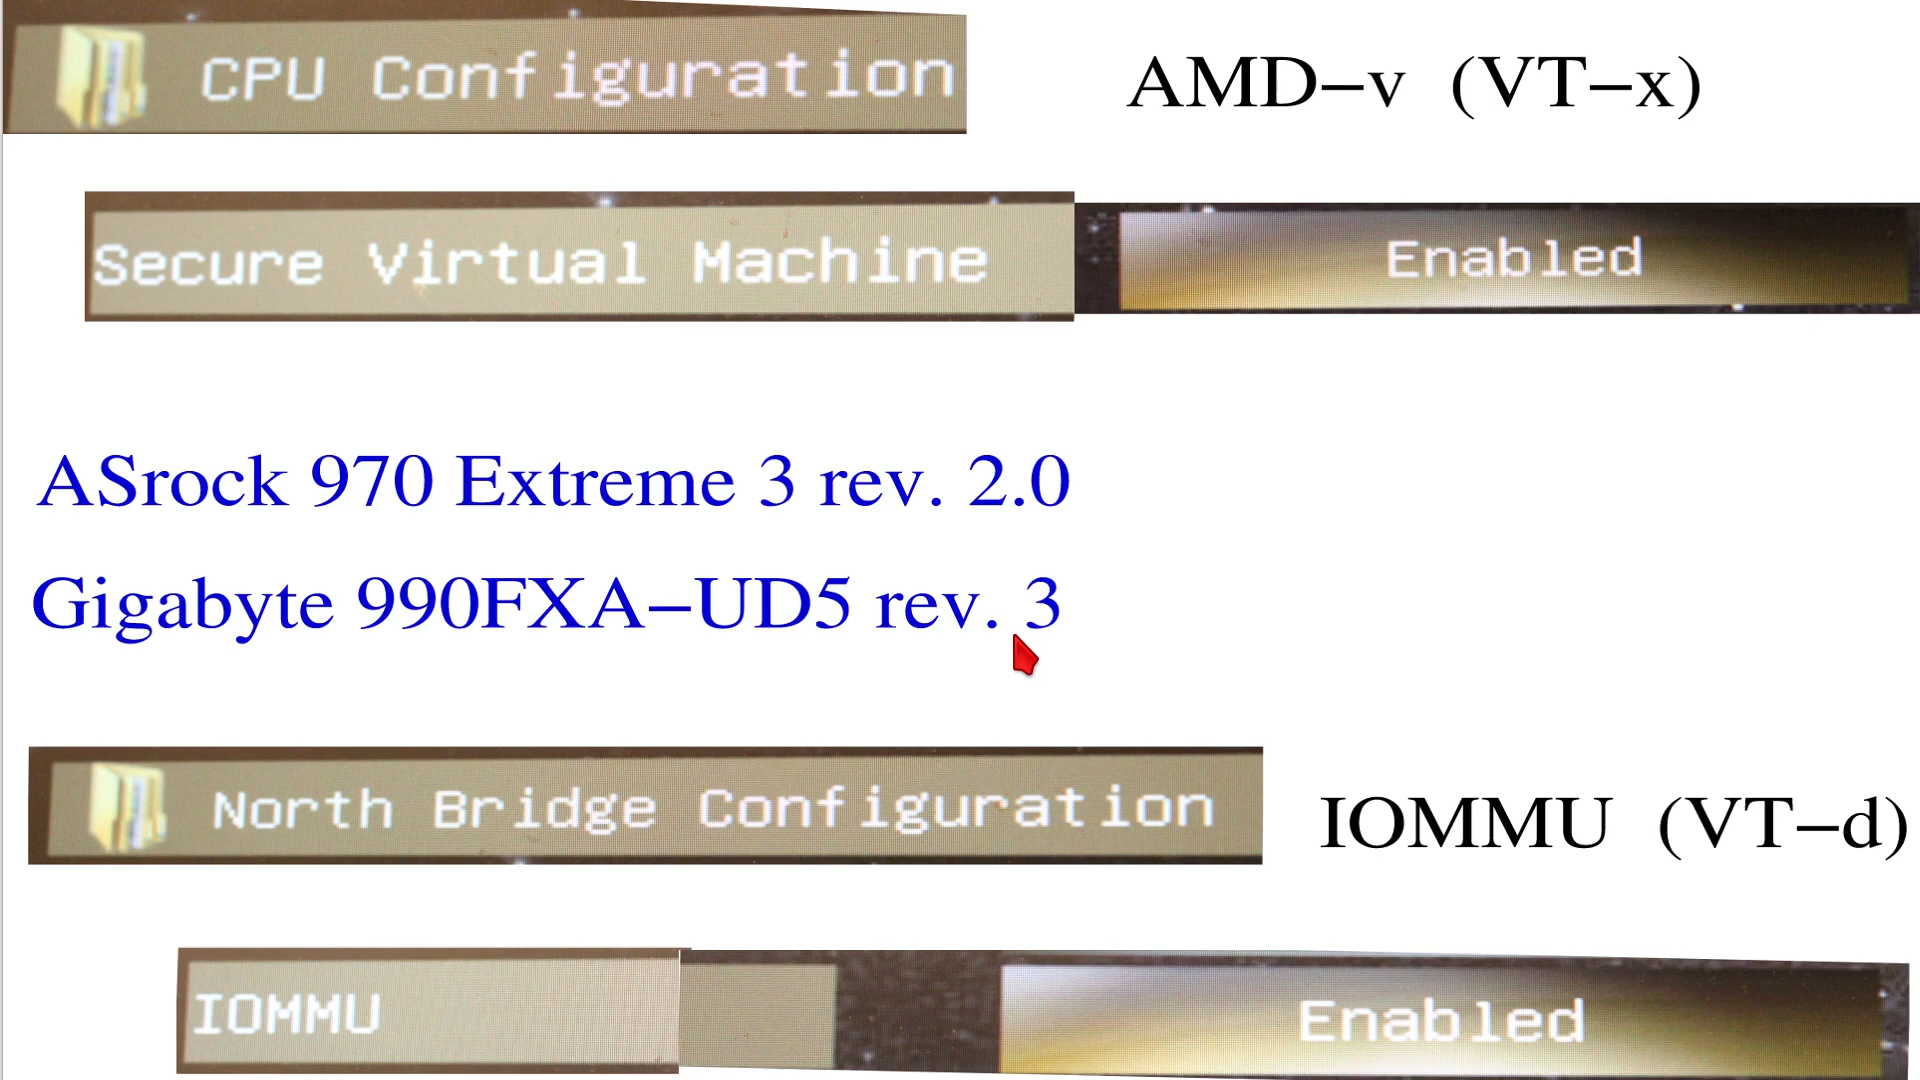 CPU Configuration AMD−v (VT−x)
Secure Virtual Machine Enabled
ASrock 970 Extreme 3 rev. 2.0
Gigabyte 990FXA−UD5 rev. 3
North Bridge Configuration IOMMU (VT−d)
IOMMU Enabled